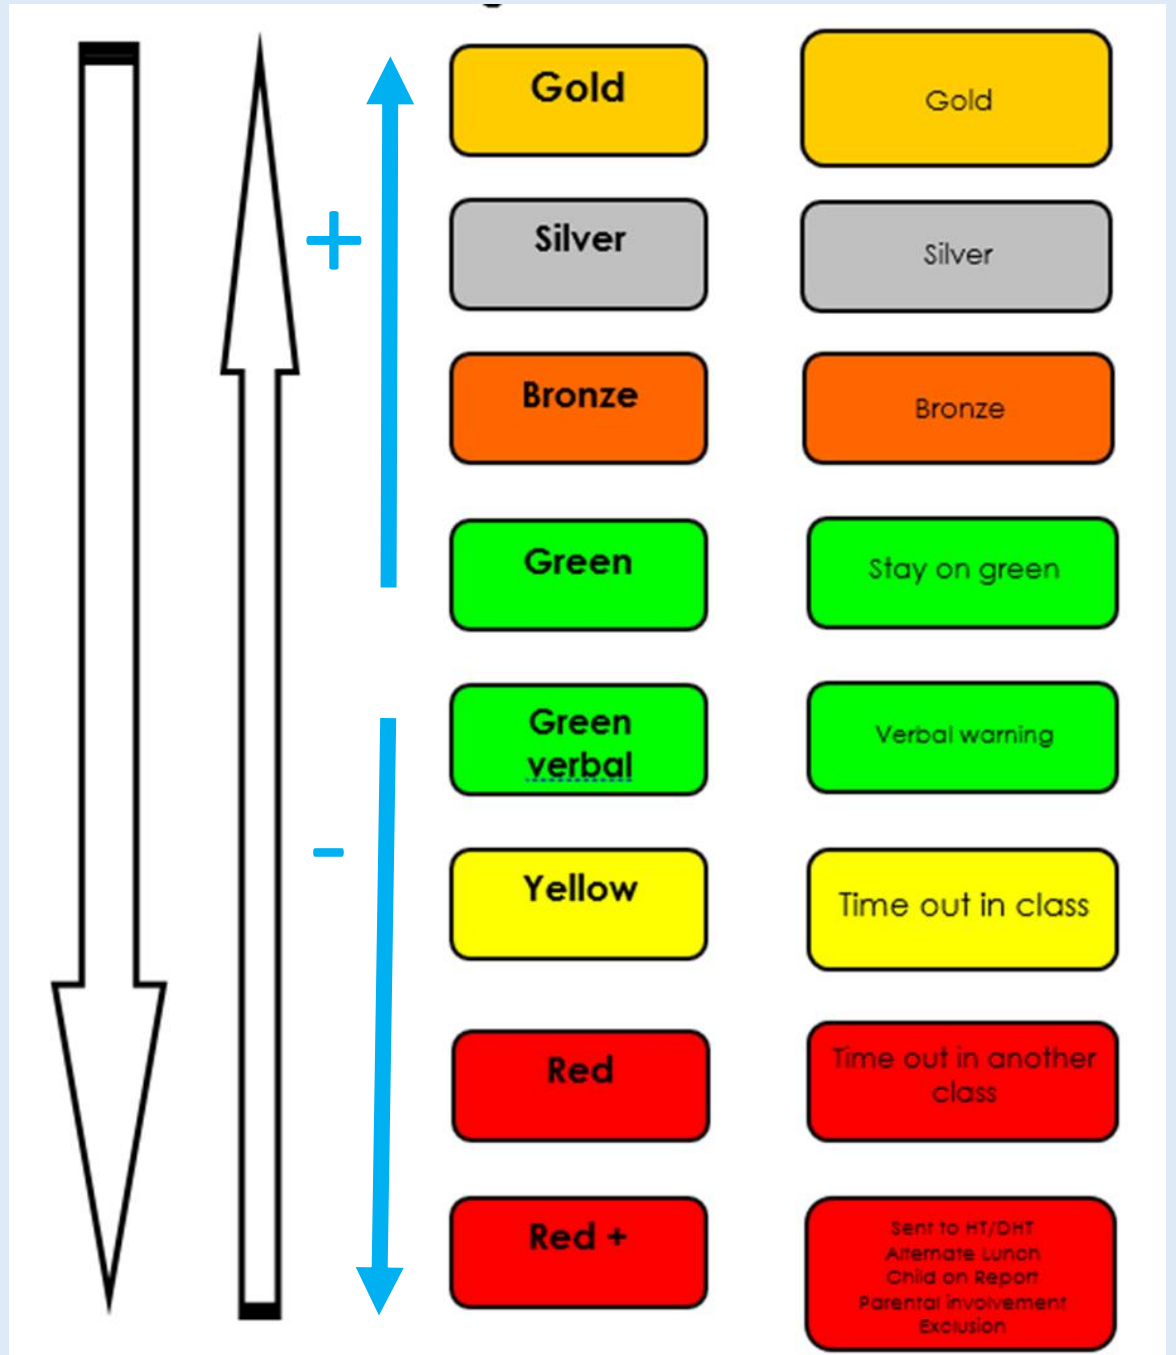 Gold
Gold
+
Silver
Silver
Bronze
Bronze
Green
Stay on green
Green
verbal
Verbal warning
-
Yellow
Time out in class
Red
Time out in another
class
Red +
Sent to HT/DHT
Alternate Lunch
Child on Report
Parental involvement
Exclusion